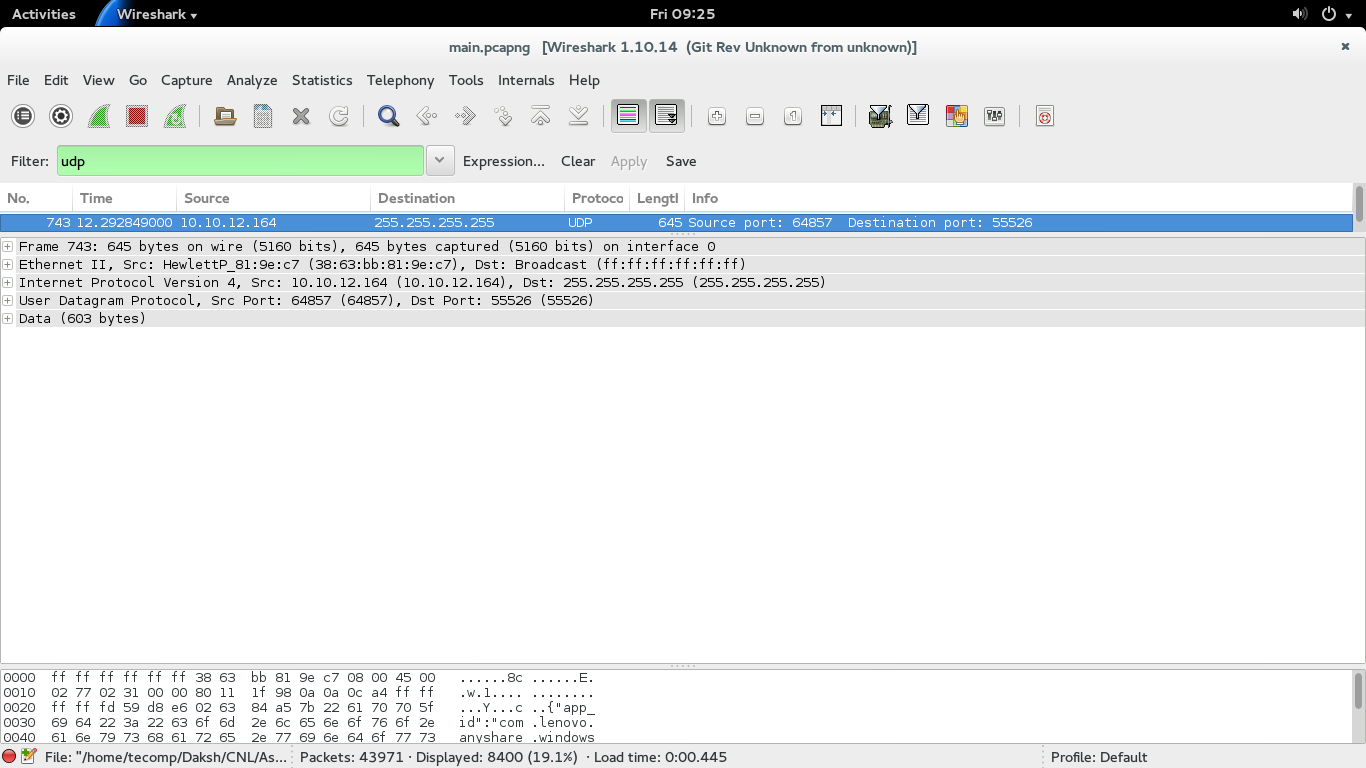 Activities Wireshark Fri 09:25
main.pcapng [Wireshark 1.10.14 (Git Rev Unknown from unknown)]
File Edit View Go Capture Analyze Statistics Telephony Tools Internals Help
Filter: udp Expression... Clear Apply Save
No. Time Source Destination Protoco Lengtl Info
743 12.292849000 10.10.12.164 255.255.255.255 UDP 645 Source port: 64857 Destination port: 55526
Frame 743: 645 bytes on wire (5160 bits), 645 bytes captured (5160 bits) on interface 0
Ethernet II, Src: HewlettP_81:9e:c7 (38:63:bb:81:9e:c7), Dst: Broadcast (ff:ff:ff:ff:ff:ff)
Internet Protocol Version 4, Src: 10.10.12.164 (10.10.12.164), Dst: 255.255.255.255 (255.255.255.255)
User Datagram Protocol, Src Port: 64857 (64857), Dst Port: 55526 (55526)
Data (603 bytes)
0000 ff ff ff ff ff ff 38 63 bb 81 9e c7 08 00 45 00 ......8c ......E.
0010 02 77 02 31 00 00 80 11 1f 98 0a 0a 0c a4 ff ff .w.1.... ........
0020 ff ff fd 59 d8 e6 02 63 84 a5 7b 22 61 70 70 5f ...Y...c ..{"app_
0030 69 64 22 3a 22 63 6f 6d 2e 6c 65 6e 6f 76 6f 2e id":"com .lenovo.
0040 61 6e 79 73 68 61 72 65 2e 77 69 6e 64 6f 77 73 anyshare .windows
File: "/home/tecomp/Daksh/CNL/As... Packets: 43971 · Displayed: 8400 (19.1%) · Load time: 0:00.445 Profile: Default